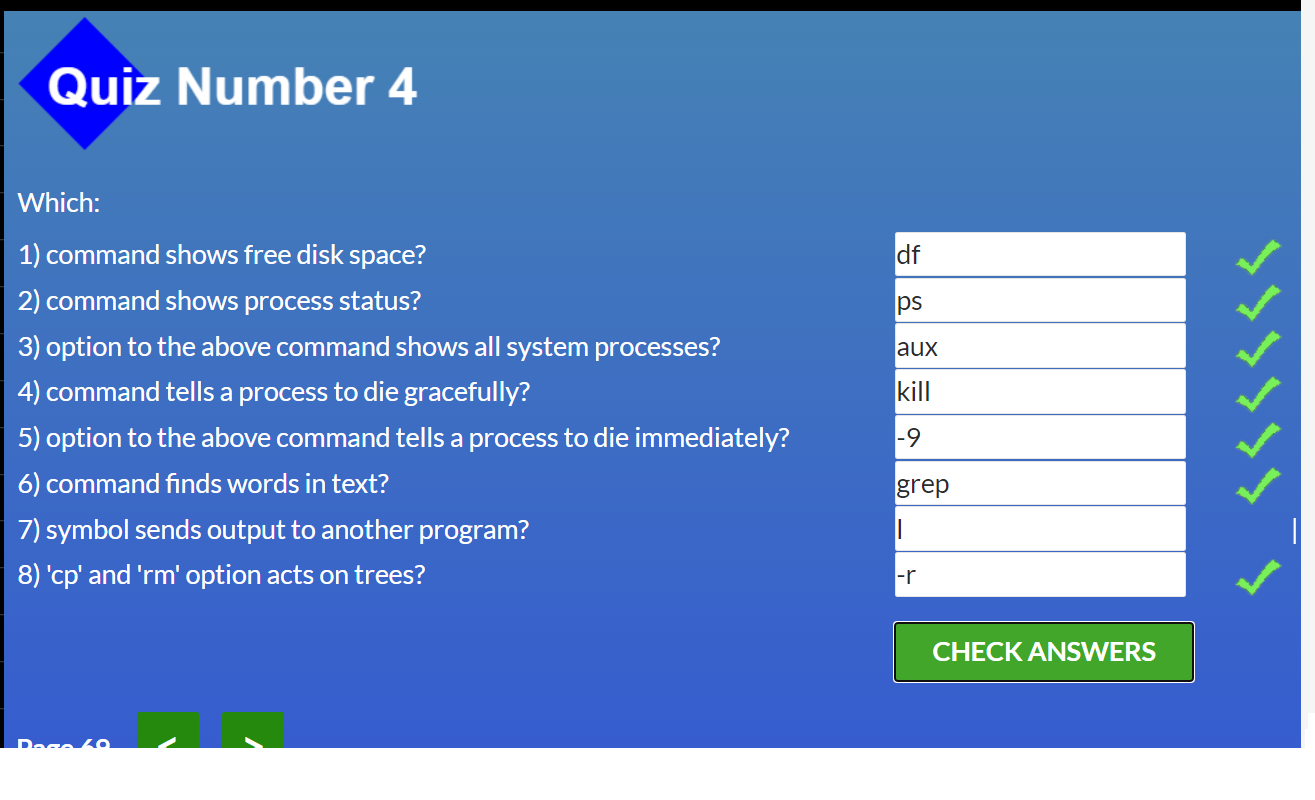 Quiz Number 4
Which:
1) command shows free disk space? df
2) command shows process status? ps
3) option to the above command shows all system processes? aux
4) command tells a process to die gracefully? kill
5) option to the above command tells a process to die immediately? -9
6) command finds words in text? grep
7) symbol sends output to another program? l |
8) 'cp' and 'rm' option acts on trees? -r
CHECK ANSWERS
Page 69 < >